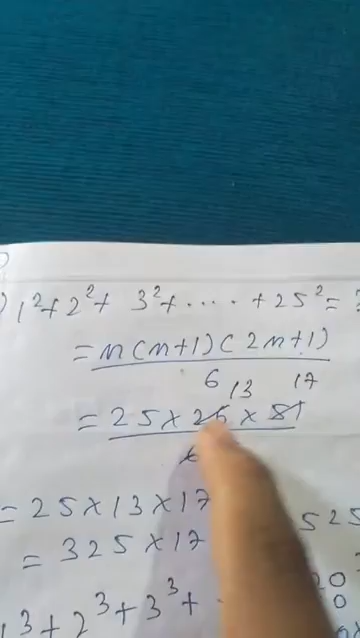 1² + 2² + 3² + .... + 25² = ?
= n(n+1)(2n+1)
6
13 17
= 25 × 26 × 51
= 25 × 13 × 17
525
= 325 × 17
1³ + 2³ + 3³ +